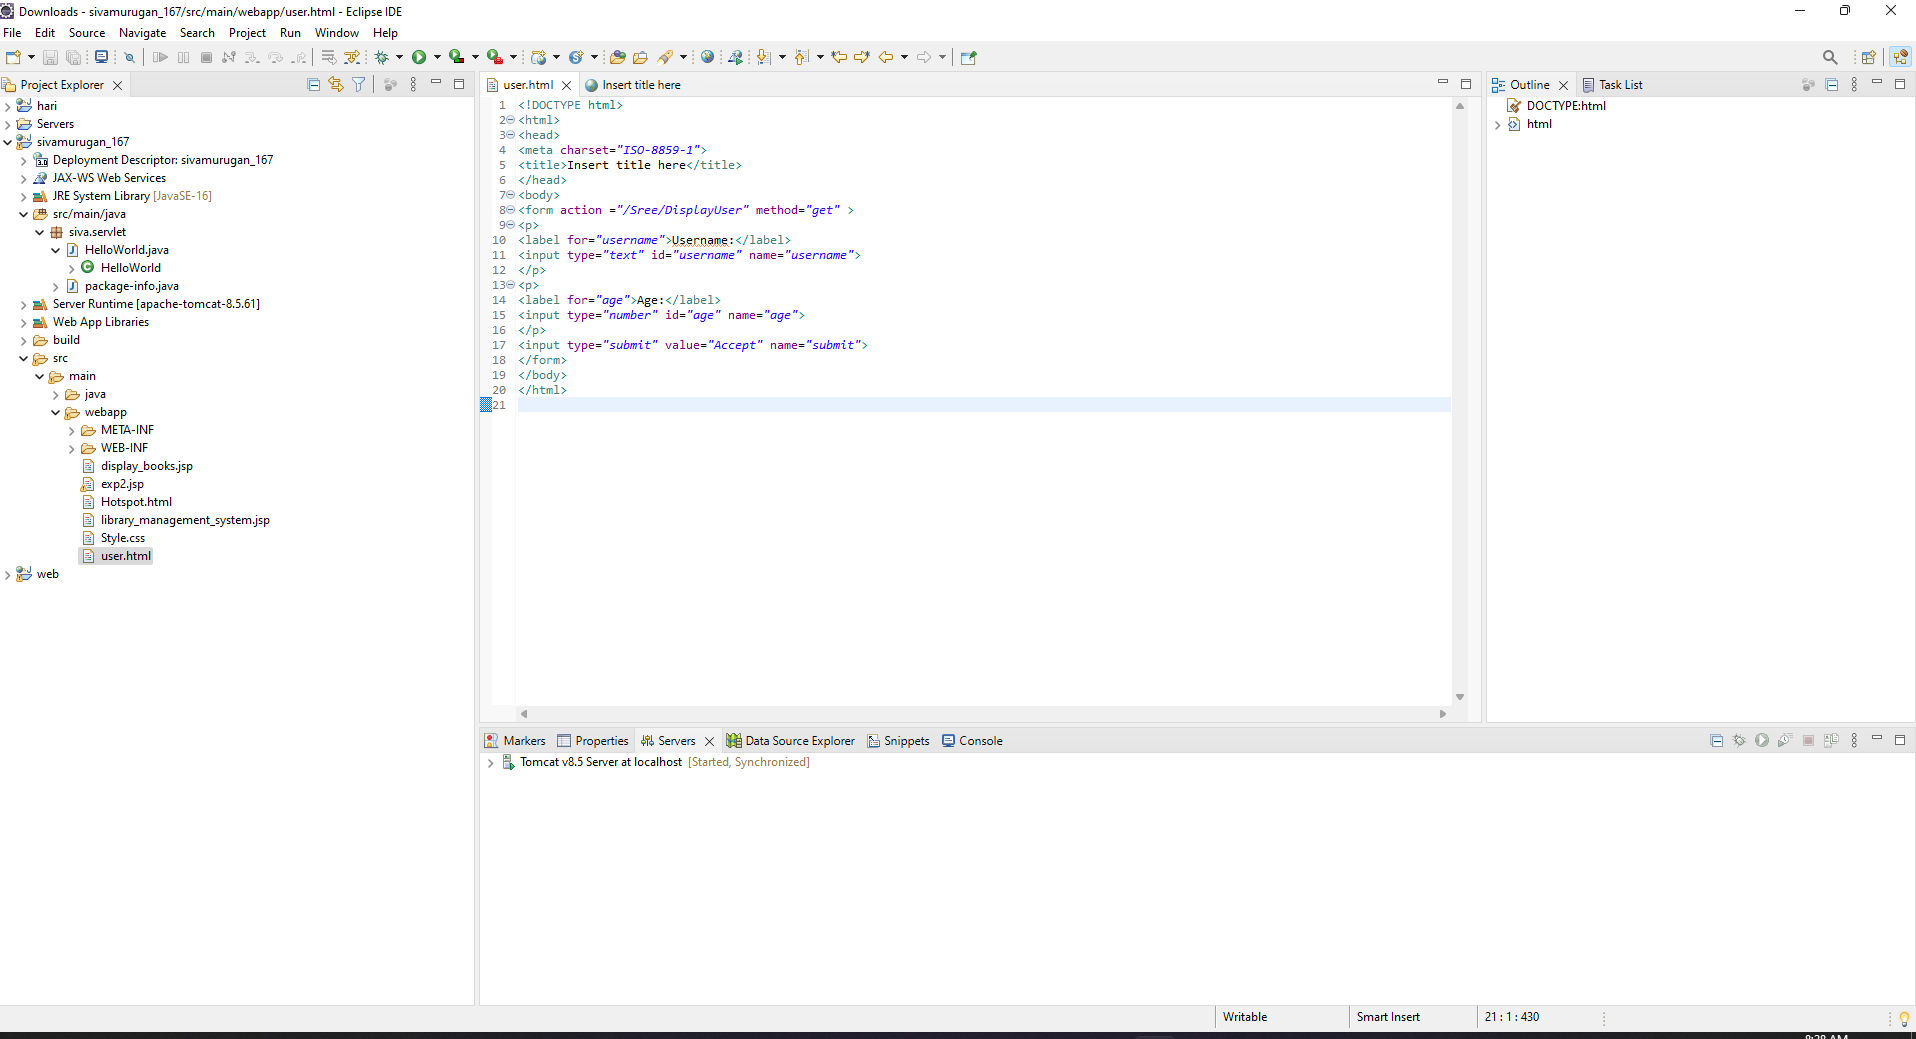 Downloads - sivamurugan_167/src/main/webapp/user.html - Eclipse IDE
File Edit Source Navigate Search Project Run Window Help
Project Explorer
hari
Servers
sivamurugan_167
Deployment Descriptor: sivamurugan_167
JAX-WS Web Services
JRE System Library [JavaSE-16]
src/main/java
siva.servlet
HelloWorld.java
HelloWorld
package-info.java
Server Runtime [apache-tomcat-8.5.61]
Web App Libraries
build
src
main
java
webapp
META-INF
WEB-INF
display_books.jsp
exp2.jsp
Hotspot.html
library_management_system.jsp
Style.css
user.html
web
user.html Insert title here
1 <!DOCTYPE html>
2 <html>
3 <head>
4 <meta charset="ISO-8859-1">
5 <title>Insert title here</title>
6 </head>
7 <body>
8 <form action ="/Sree/DisplayUser" method="get" >
9 <p>
10 <label for="username">Username:</label>
11 <input type="text" id="username" name="username">
12 </p>
13 <p>
14 <label for="age">Age:</label>
15 <input type="number" id="age" name="age">
16 </p>
17 <input type="submit" value="Accept" name="submit">
18 </form>
19 </body>
20 </html>
21
Outline Task List
DOCTYPE:html
html
Markers Properties Servers Data Source Explorer Snippets Console
Tomcat v8.5 Server at localhost [Started, Synchronized]
Writable Smart Insert 21 : 1 : 430